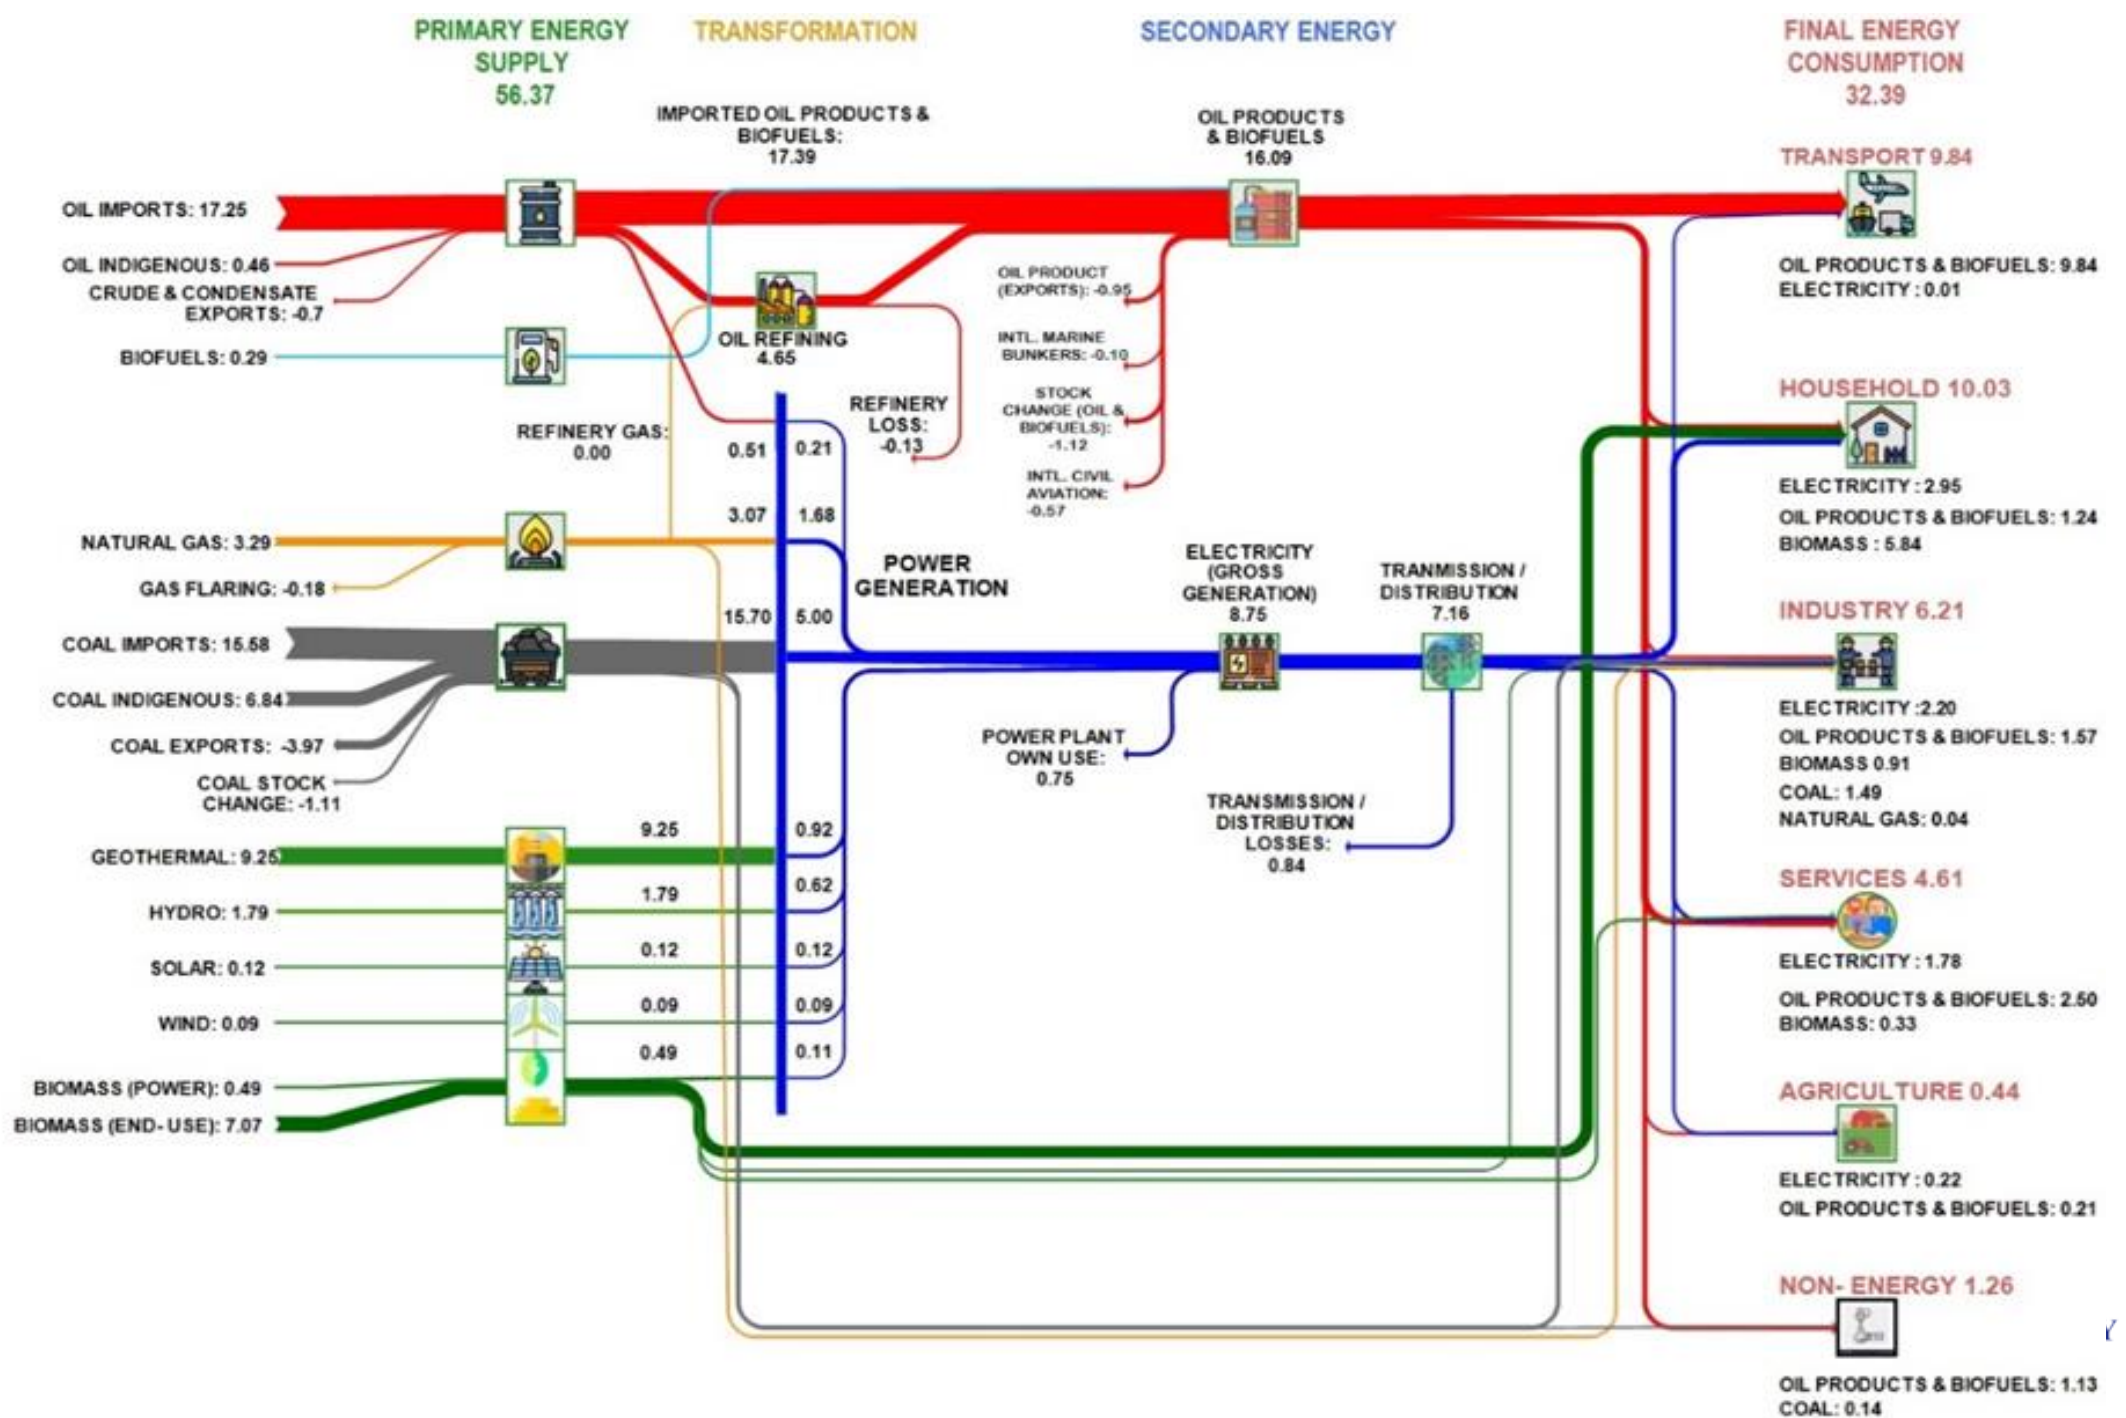 PRIMARY ENERGY
SUPPLY
56.37
TRANSFORMATION
SECONDARY ENERGY
FINAL ENERGY
CONSUMPTION
32.39
IMPORTED OIL PRODUCTS &
BIOFUELS:
17.39
OIL PRODUCTS
& BIOFUELS
16.09
OIL IMPORTS: 17.25
OIL INDIGENOUS: 0.46
CRUDE & CONDENSATE
EXPORTS: -0.7
BIOFUELS: 0.29
OIL REFINING
4.65
REFINERY GAS:
0.00
REFINERY
LOSS:
-0.13
OIL PRODUCT
(EXPORTS): -0.95
INTL. MARINE
BUNKERS: -0.10
STOCK
CHANGE (OIL &
BIOFUELS):
-1.12
INTL. CIVIL
AVIATION:
-0.57
0.51 0.21
NATURAL GAS: 3.29
GAS FLARING: -0.18
3.07 1.68
POWER
GENERATION
15.70 5.00
COAL IMPORTS: 15.58
COAL INDIGENOUS: 6.84
COAL EXPORTS: -3.97
COAL STOCK
CHANGE: -1.11
ELECTRICITY
(GROSS
GENERATION)
8.75
TRANMISSION /
DISTRIBUTION
7.16
POWER PLANT
OWN USE:
0.75
TRANSMISSION /
DISTRIBUTION
LOSSES:
0.84
GEOTHERMAL: 9.25
9.25 0.92
HYDRO: 1.79
1.79 0.62
SOLAR: 0.12
0.12 0.12
WIND: 0.09
0.09 0.09
BIOMASS (POWER): 0.49
0.49 0.11
BIOMASS (END- USE): 7.07
TRANSPORT 9.84
OIL PRODUCTS & BIOFUELS: 9.84
ELECTRICITY : 0.01
HOUSEHOLD 10.03
ELECTRICITY : 2.95
OIL PRODUCTS & BIOFUELS: 1.24
BIOMASS : 5.84
INDUSTRY 6.21
ELECTRICITY :2.20
OIL PRODUCTS & BIOFUELS: 1.57
BIOMASS 0.91
COAL: 1.49
NATURAL GAS: 0.04
SERVICES 4.61
ELECTRICITY : 1.78
OIL PRODUCTS & BIOFUELS: 2.50
BIOMASS: 0.33
AGRICULTURE 0.44
ELECTRICITY : 0.22
OIL PRODUCTS & BIOFUELS: 0.21
NON- ENERGY 1.26
OIL PRODUCTS & BIOFUELS: 1.13
COAL: 0.14